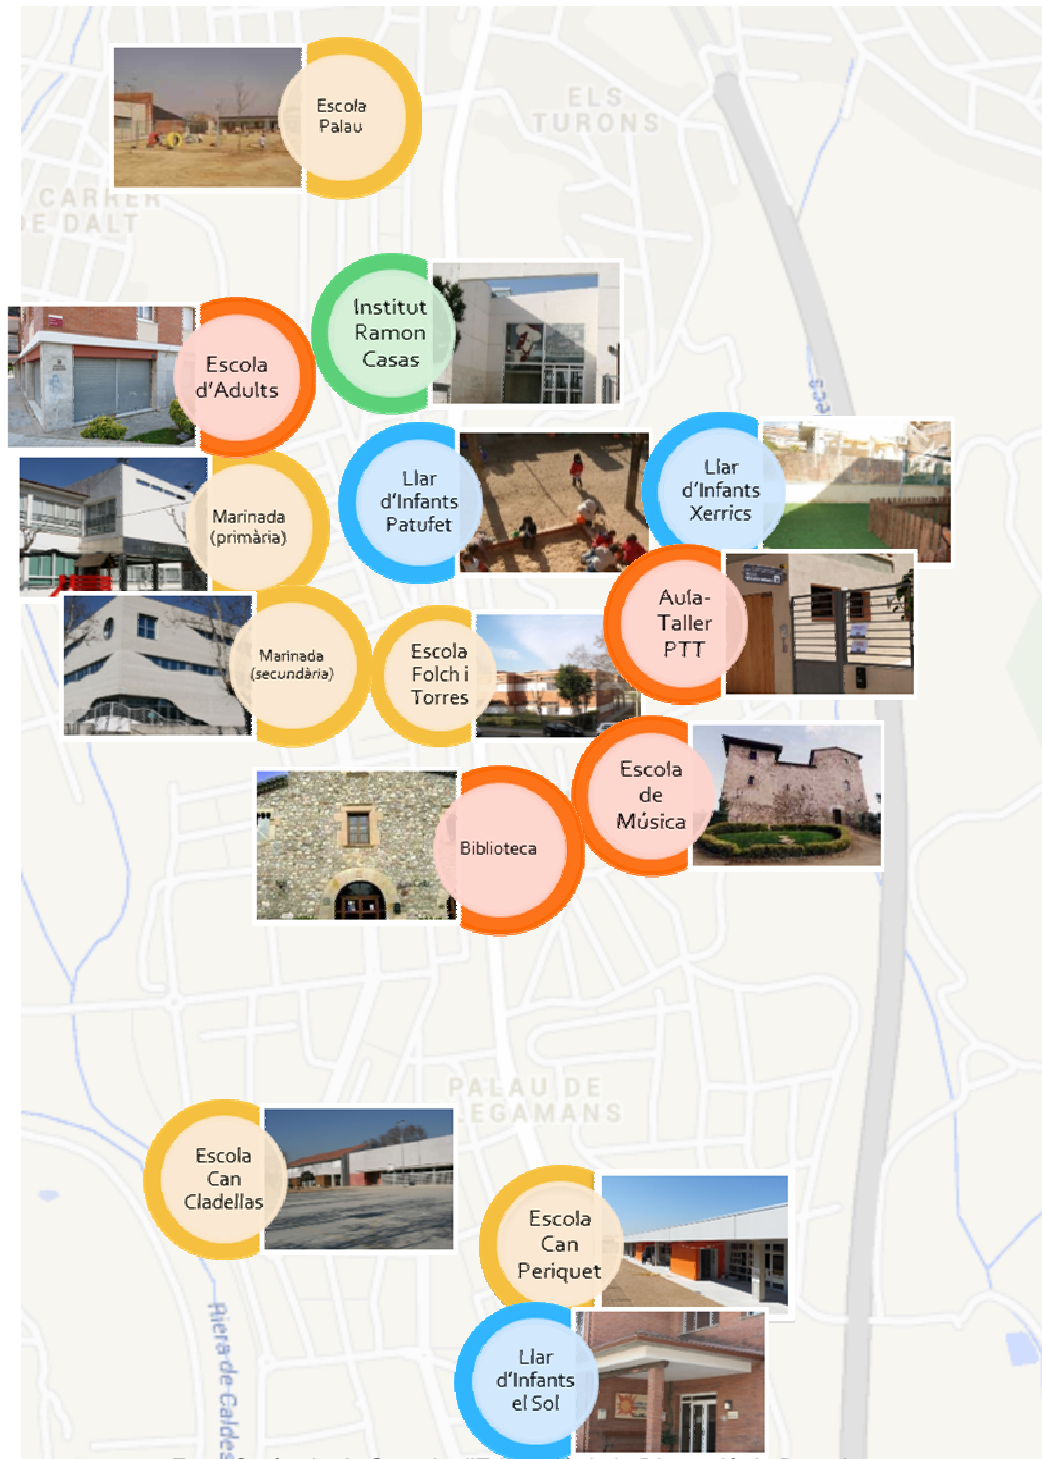 Escola
Palau
ELS
TURONS
CARRER
DE DALT
Institut
Ramon
Casas
Escola
d'Adults
Llar
d'Infants
Patufet
Llar
d'Infants
Xerrics
Marinada
(primària)
Aula-
Taller
PTT
Marinada
(secundària)
Escola
Folch i
Torres
Escola
de
Música
Biblioteca
PALAU DE
LEGAMANS
Escola
Can
Cladellas
Escola
Can
Periquet
Riera de Caldes
Llar
d'Infants
el Sol